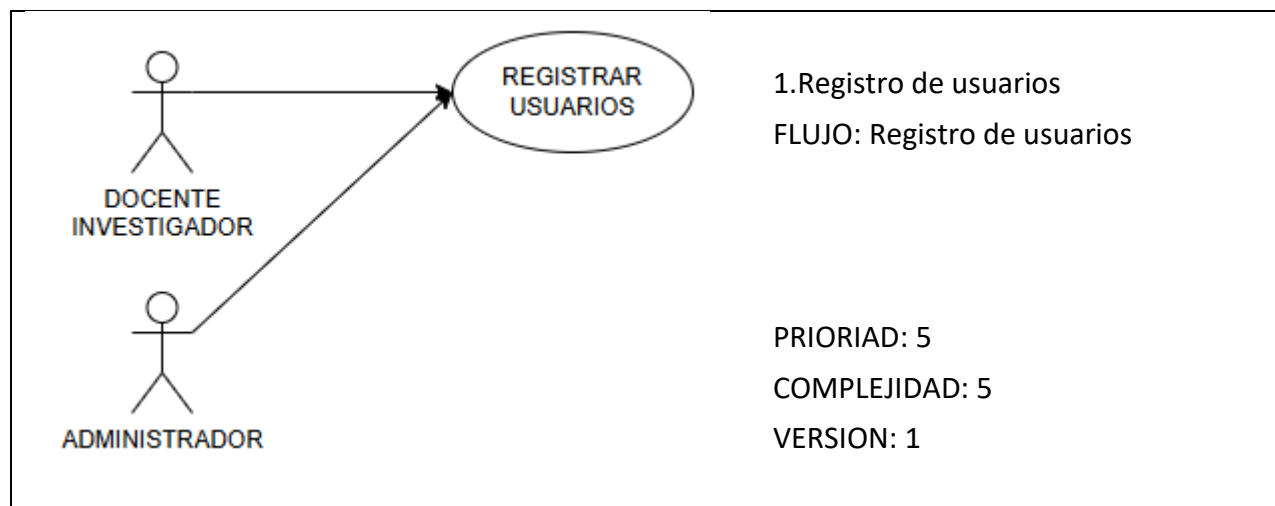 REGISTRAR
USUARIOS
DOCENTE
INVESTIGADOR
ADMINISTRADOR
1.Registro de usuarios
FLUJO: Registro de usuarios
PRIORIAD: 5
COMPLEJIDAD: 5
VERSION: 1